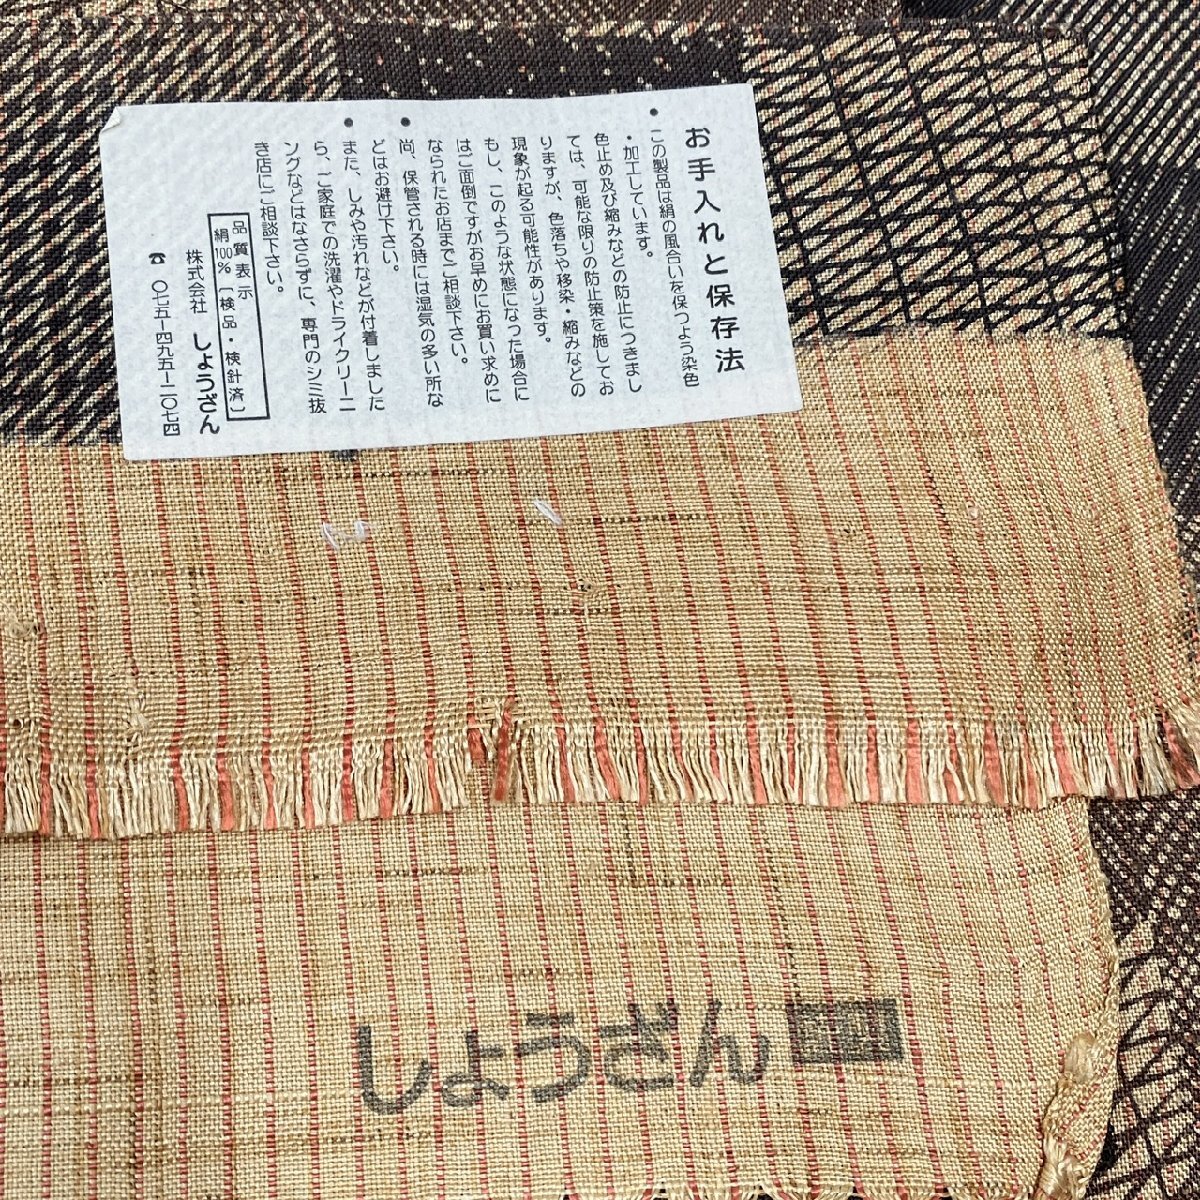 お手入れと保存法
・この製品は絹の風合いを保つよう染色
・加工しています。
色止め及び縮みなどの防止につきまし
ては、可能な限りの防止策を施してお
りますが、色落ちや移染・縮みなどの
現象が起る可能性があります。
もし、このような状態になった場合に
はご面倒ですがお早めにお買い求めに
なられたお店までご相談下さい。
・尚、保管される時には湿気の多い所な
どはお避け下さい。
・また、しみや汚れなどが付着しました
ら、ご家庭での洗濯やドライクリーニ
ングなどはなさらずに、専門のシミ抜
き店にご相談下さい。
品質表示
絹100%〔検品・検針済〕
株式会社 しょうざん
☎ 〇七五ー四九五ー一〇七四
しょうざん